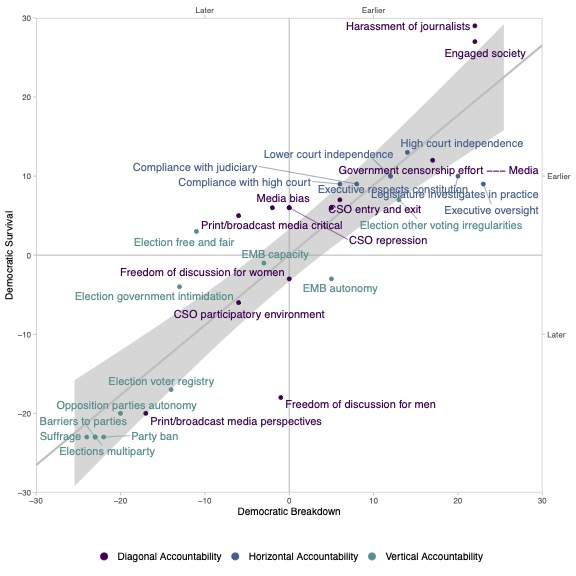 Later
Earlier
30
Harassment of journalists
Engaged society
20
High court independence
Lower court independence
Compliance with judiciary
Government censorship effort −−− Media
Earlier
10
Compliance with high court
Executive respects constitution
Legislature investigates in practice
Media bias
CSO entry and exit
Executive oversight
Print/broadcast media critical
Election other voting irregularities
Election free and fair
CSO repression
EMB capacity
0
Freedom of discussion for women
EMB autonomy
Election government intimidation
CSO participatory environment
−10
Later
Election voter registry
Opposition parties autonomy
Freedom of discussion for men
−20
Barriers to parties
Print/broadcast media perspectives
Suffrage
Party ban
Elections multiparty
−30
−30
−20
−10
0
10
20
30
Democratic Survival
Democratic Breakdown
Diagonal Accountability
Horizontal Accountability
Vertical Accountability